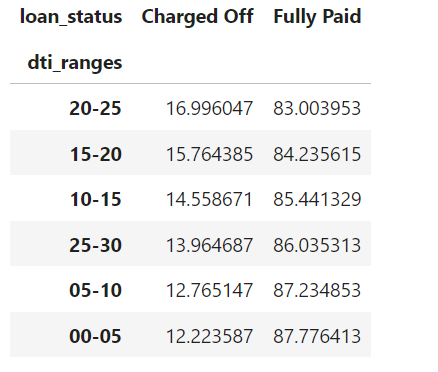 loan_status Charged Off Fully Paid
dti_ranges
20-25 16.996047 83.003953
15-20 15.764385 84.235615
10-15 14.558671 85.441329
25-30 13.964687 86.035313
05-10 12.765147 87.234853
00-05 12.223587 87.776413